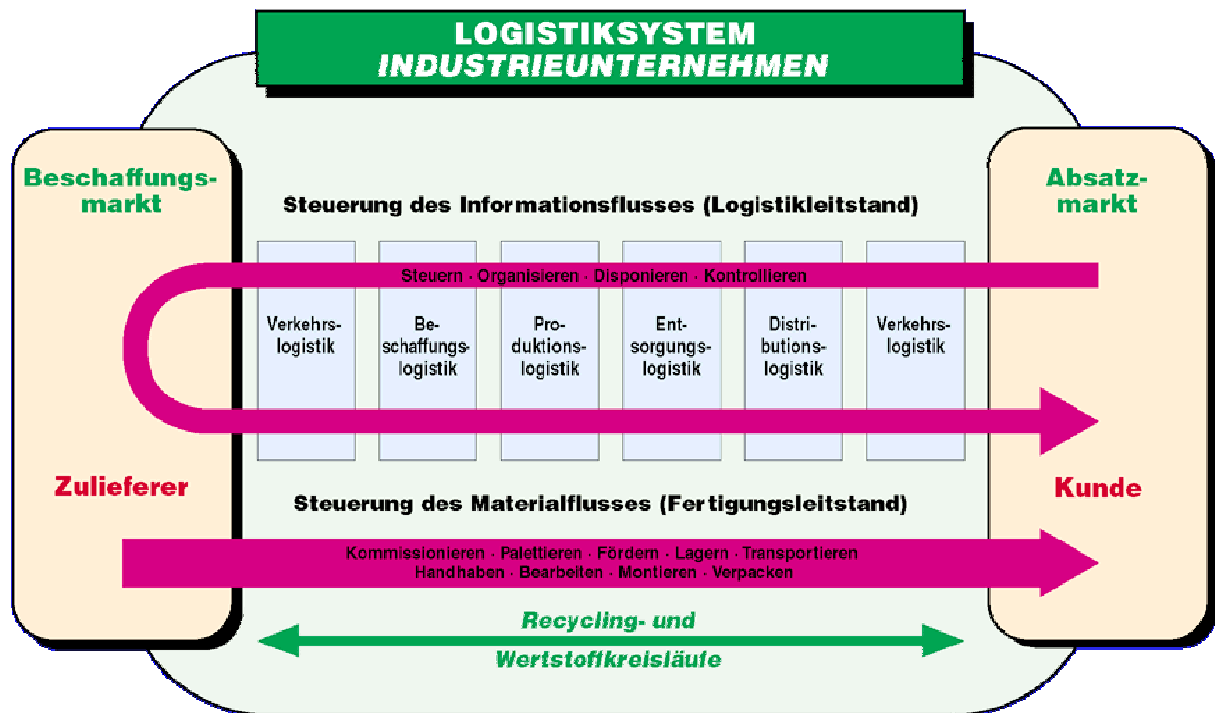 LOGISTIKSYSTEM
INDUSTRIEUNTERNEHMEN
Beschaffungs-
markt
Absatz-
markt
Steuerung des Informationsflusses (Logistikleitstand)
Steuern · Organisieren · Disponieren · Kontrollieren
Verkehrs-
logistik
Be-
schaffungs-
logistik
Pro-
duktions-
logistik
Ent-
sorgungs-
logistik
Distri-
butions-
logistik
Verkehrs-
logistik
Zulieferer
Kunde
Steuerung des Materialflusses (Fertigungsleitstand)
Kommissionieren · Palettieren · Fördern · Lagern · Transportieren
Handhaben · Bearbeiten · Montieren · Verpacken
Recycling- und
Wertstoffkreisläufe